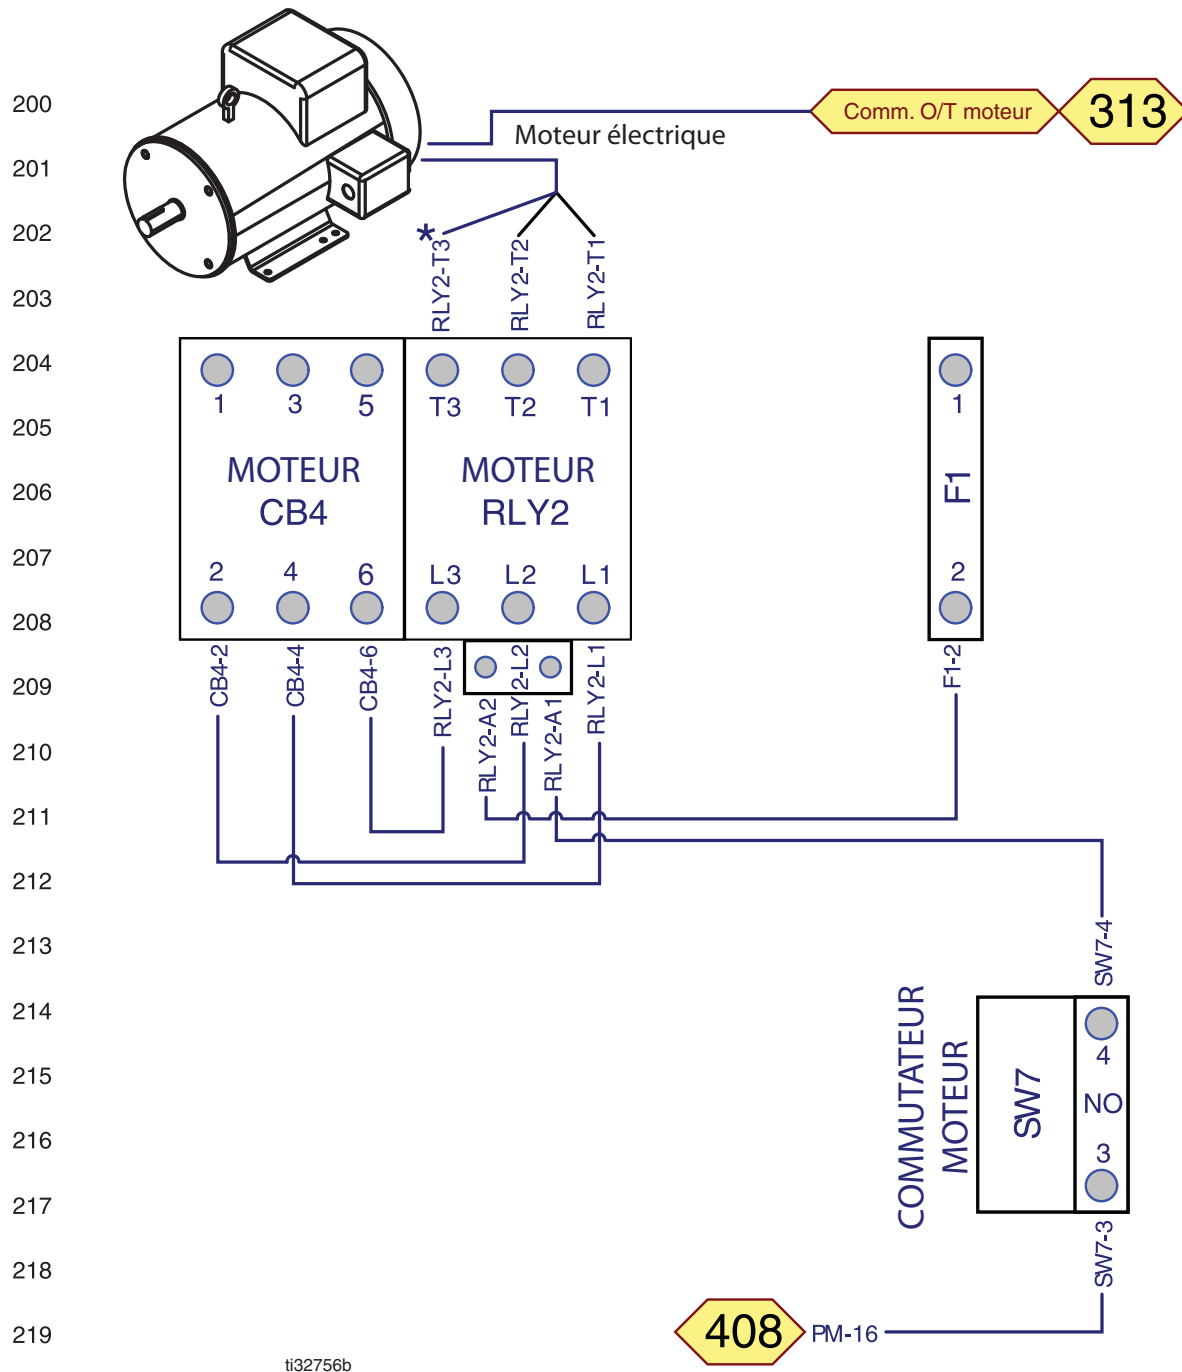 200
Comm. O/T moteur
313
Moteur électrique
201
202
*
RLY2-T3
RLY2-T2
RLY2-T1
203
204
1
3
5
T3
T2
T1
1
205
MOTEUR
CB4
MOTEUR
RLY2
F1
206
207
2
4
6
L3
L2
L1
2
208
CB4-2
CB4-4
CB4-6
RLY2-L3
RLY2-A2
RLY2-L2
RLY2-A1
RLY2-L1
F1-2
209
210
211
212
213
SW7-4
214
COMMUTATEUR
MOTEUR
SW7
4
NO
3
215
216
217
SW7-3
218
219
408
PM-16
ti32756b